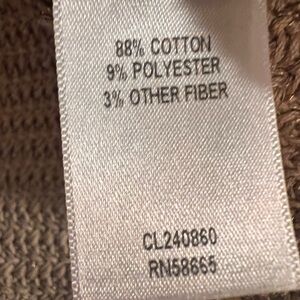 88% COTTON
9% POLYESTER
3% OTHER FIBER
CL240860
RN58665